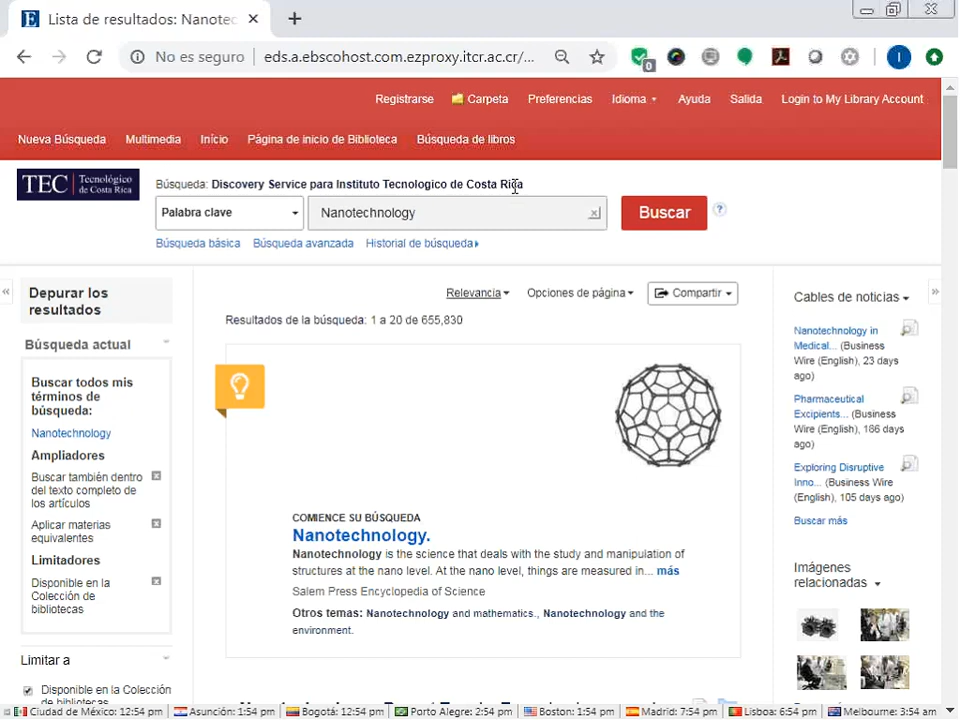 Lista de resultados: Nanotec
No es seguro
eds.a.ebscohost.com.ezproxy.itcr.ac.cr/...
0
I
Registrarse
Carpeta
Preferencias
Idioma
Ayuda
Salida
Login to My Library Account
Nueva Búsqueda
Multimedia
Início
Página de inicio de Biblioteca
Búsqueda de libros
TEC Tecnológico
de Costa Rica
Búsqueda: Discovery Service para Instituto Tecnologico de Costa Rica
Palabra clave
Nanotechnology
Buscar
?
Búsqueda básica
Búsqueda avanzada
Historial de búsqueda
Depurar los
resultados
Búsqueda actual
Buscar todos mis
términos de
búsqueda:
Nanotechnology
Ampliadores
Buscar también dentro
del texto completo de
los artículos
Aplicar materias
equivalentes
Limitadores
Disponible en la
Colección de
bibliotecas
Limitar a
Disponible en la Colección
de bibliotecas
Relevancia
Opciones de página
Compartir
Resultados de la búsqueda: 1 a 20 de 655,830
COMIENCE SU BÚSQUEDA
Nanotechnology.
Nanotechnology is the science that deals with the study and manipulation of
structures at the nano level. At the nano level, things are measured in... más
Salem Press Encyclopedia of Science
Otros temas: Nanotechnology and mathematics., Nanotechnology and the
environment.
Cables de noticias
Nanotechnology in
Medical... (Business
Wire (English), 23 days
ago)
Pharmaceutical
Excipients... (Business
Wire (English), 186 days
ago)
Exploring Disruptive
Inno... (Business Wire
(English), 105 days ago)
Buscar más
Imágenes
relacionadas
Ciudad de México: 12:54 pm
Asunción: 1:54 pm
Bogotá: 12:54 pm
Porto Alegre: 2:54 pm
Boston: 1:54 pm
Madrid: 7:54 pm
Lisboa: 6:54 pm
Melbourne: 3:54 am